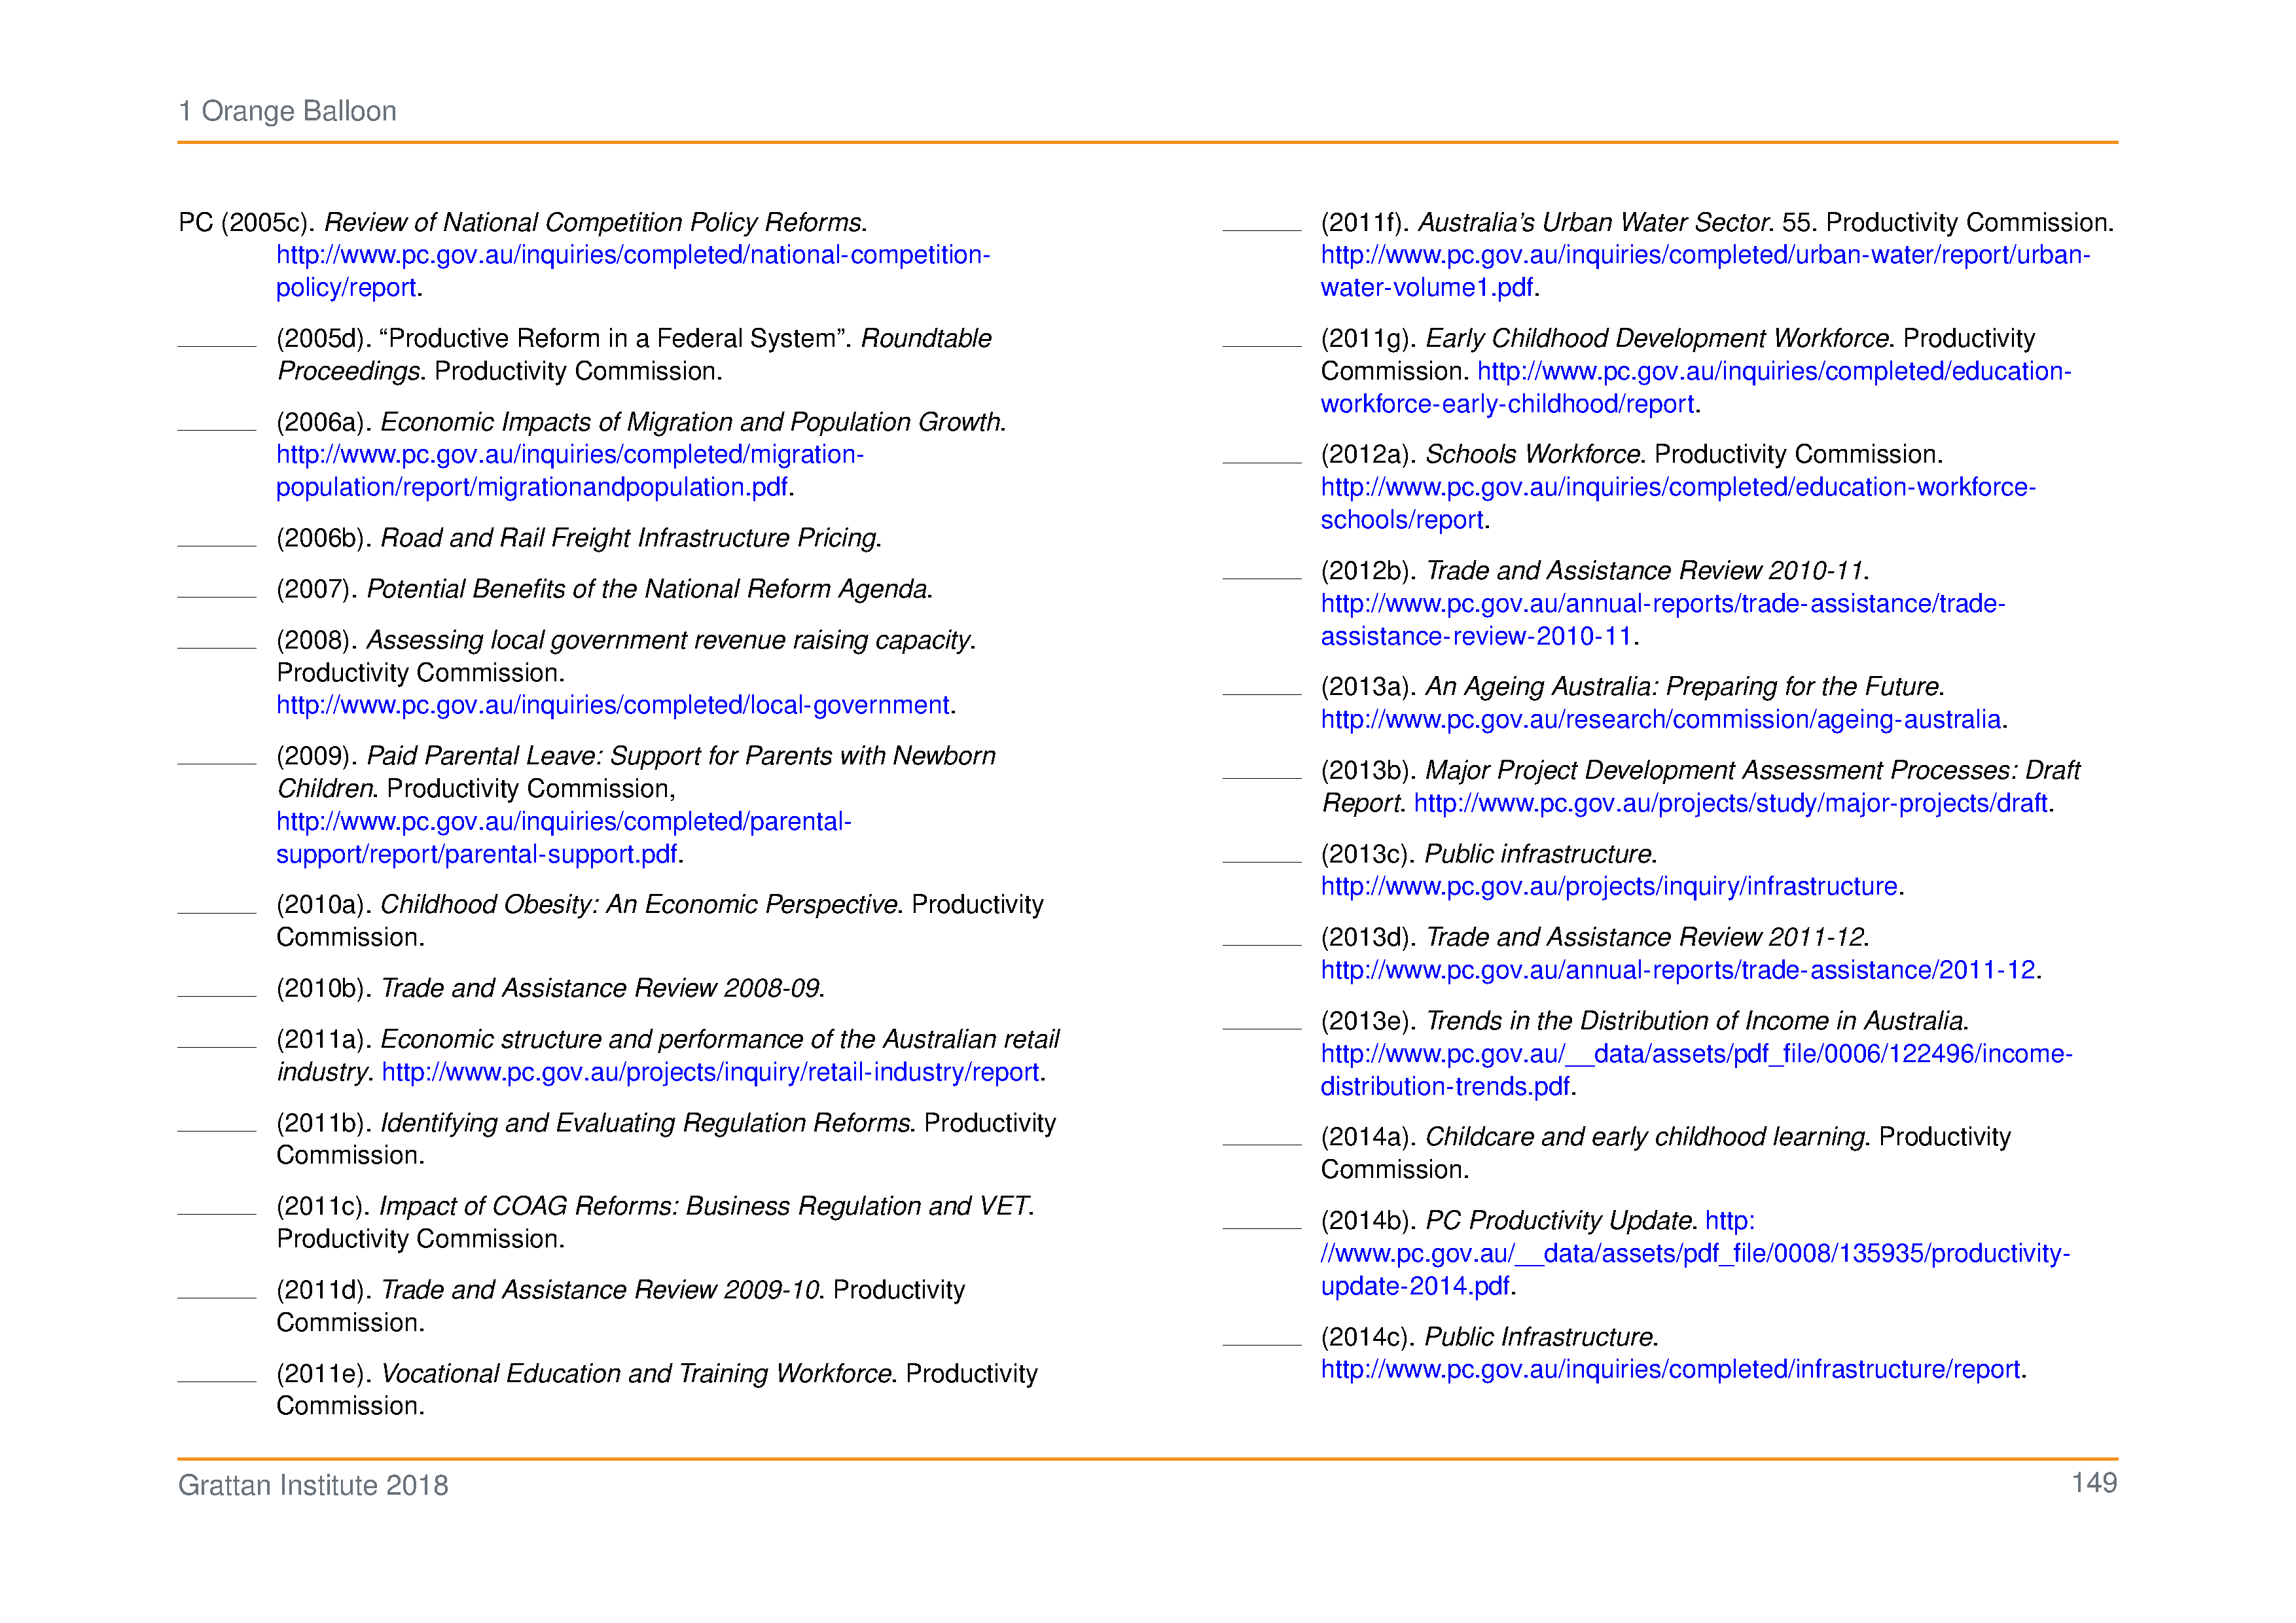 1 Orange Balloon
PC (2005c). Review of National Competition Policy Reforms.
http://www.pc.gov.au/inquiries/completed/national-competition-
policy/report.
(2005d). “Productive Reform in a Federal System”. Roundtable
Proceedings. Productivity Commission.
(2006a). Economic Impacts of Migration and Population Growth.
http://www.pc.gov.au/inquiries/completed/migration-
population/report/migrationandpopulation.pdf.
(2006b). Road and Rail Freight Infrastructure Pricing.
(2007). Potential Benefits of the National Reform Agenda.
(2008). Assessing local government revenue raising capacity.
Productivity Commission.
http://www.pc.gov.au/inquiries/completed/local-government.
(2009). Paid Parental Leave: Support for Parents with Newborn
Children. Productivity Commission,
http://www.pc.gov.au/inquiries/completed/parental-
support/report/parental-support.pdf.
(2010a). Childhood Obesity: An Economic Perspective. Productivity
Commission.
(2010b). Trade and Assistance Review 2008-09.
(2011a). Economic structure and performance of the Australian retail
industry. http://www.pc.gov.au/projects/inquiry/retail-industry/report.
(2011b). Identifying and Evaluating Regulation Reforms. Productivity
Commission.
(2011c). Impact of COAG Reforms: Business Regulation and VET.
Productivity Commission.
(2011d). Trade and Assistance Review 2009-10. Productivity
Commission.
(2011e). Vocational Education and Training Workforce. Productivity
Commission.
(2011f). Australia’s Urban Water Sector. 55. Productivity Commission.
http://www.pc.gov.au/inquiries/completed/urban-water/report/urban-
water-volume1.pdf.
(2011g). Early Childhood Development Workforce. Productivity
Commission. http://www.pc.gov.au/inquiries/completed/education-
workforce-early-childhood/report.
(2012a). Schools Workforce. Productivity Commission.
http://www.pc.gov.au/inquiries/completed/education-workforce-
schools/report.
(2012b). Trade and Assistance Review 2010-11.
http://www.pc.gov.au/annual-reports/trade-assistance/trade-
assistance-review-2010-11.
(2013a). An Ageing Australia: Preparing for the Future.
http://www.pc.gov.au/research/commission/ageing-australia.
(2013b). Major Project Development Assessment Processes: Draft
Report. http://www.pc.gov.au/projects/study/major-projects/draft.
(2013c). Public infrastructure.
http://www.pc.gov.au/projects/inquiry/infrastructure.
(2013d). Trade and Assistance Review 2011-12.
http://www.pc.gov.au/annual-reports/trade-assistance/2011-12.
(2013e). Trends in the Distribution of Income in Australia.
http://www.pc.gov.au/__data/assets/pdf_file/0006/122496/income-
distribution-trends.pdf.
(2014a). Childcare and early childhood learning. Productivity
Commission.
(2014b). PC Productivity Update. http:
//www.pc.gov.au/__data/assets/pdf_file/0008/135935/productivity-
update-2014.pdf.
(2014c). Public Infrastructure.
http://www.pc.gov.au/inquiries/completed/infrastructure/report.
Grattan Institute 2018
149